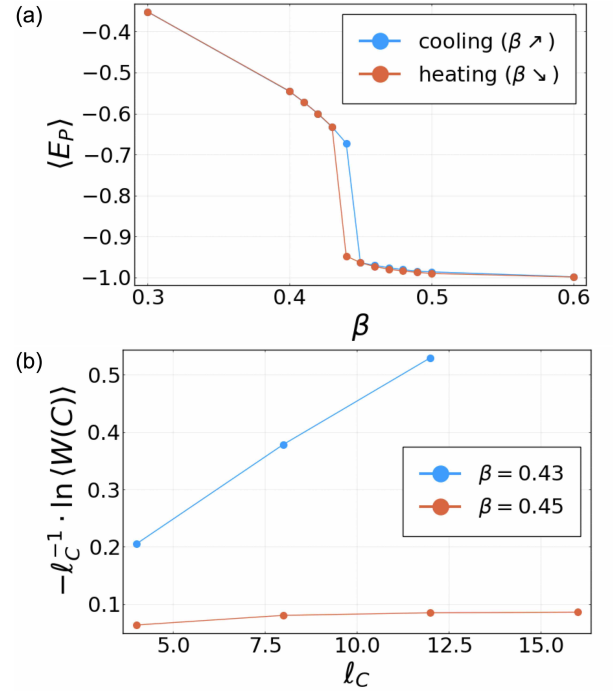 (a)
−0.4
−0.5
−0.6
−0.7
−0.8
−0.9
−1.0
⟨E_P⟩
cooling (β ↗)
heating (β ↘)
0.3 0.4 0.5 0.6
β
(b)
0.5
0.4
0.3
0.2
0.1
−ℓ_C^{−1} · ln ⟨W(C)⟩
β = 0.43
β = 0.45
5.0 7.5 10.0 12.5 15.0
ℓ_C